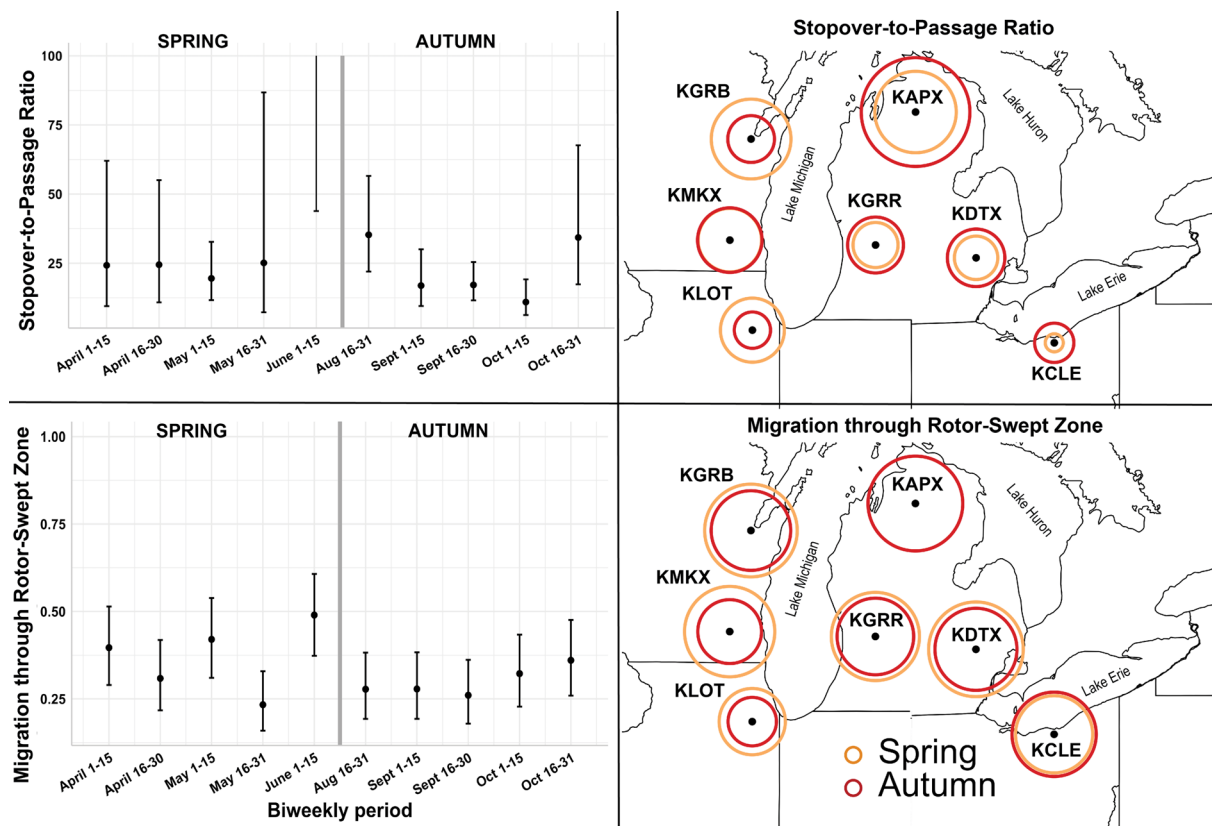 SPRING
AUTUMN
Stopover-to-Passage Ratio
100
75
50
25
April 1-15
April 16-30
May 1-15
May 16-31
June 1-15
Aug 16-31
Sept 1-15
Sept 16-30
Oct 1-15
Oct 16-31
Stopover-to-Passage Ratio
KGRB
KAPX
Lake Huron
Lake Michigan
KMKX
KGRR
KDTX
KLOT
Lake Erie
KCLE
SPRING
AUTUMN
Migration through Rotor-Swept Zone
1.00
0.75
0.50
0.25
April 1-15
April 16-30
May 1-15
May 16-31
June 1-15
Aug 16-31
Sept 1-15
Sept 16-30
Oct 1-15
Oct 16-31
Biweekly period
Migration through Rotor-Swept Zone
KGRB
KAPX
Lake Huron
Lake Michigan
KMKX
KGRR
KDTX
KLOT
Lake Erie
KCLE
Spring
Autumn